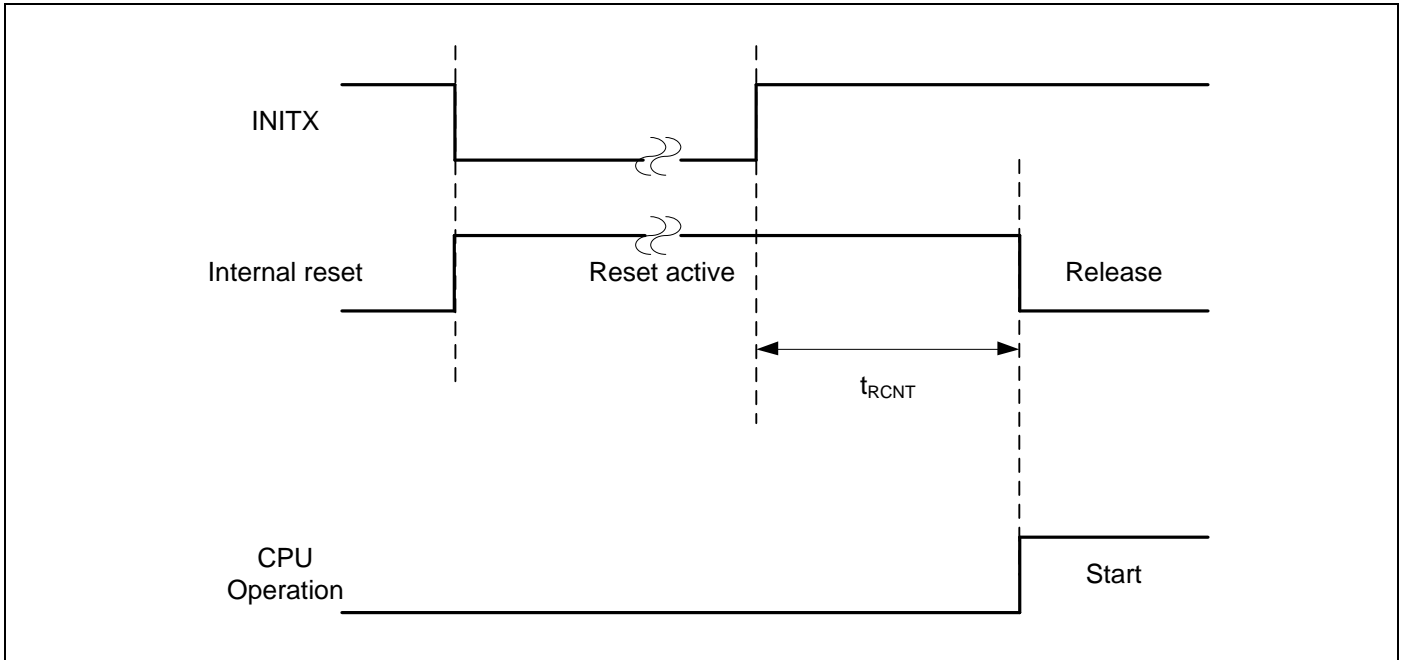 INITX
Internal reset
Reset active
Release
tRCNT
CPU
Operation
Start